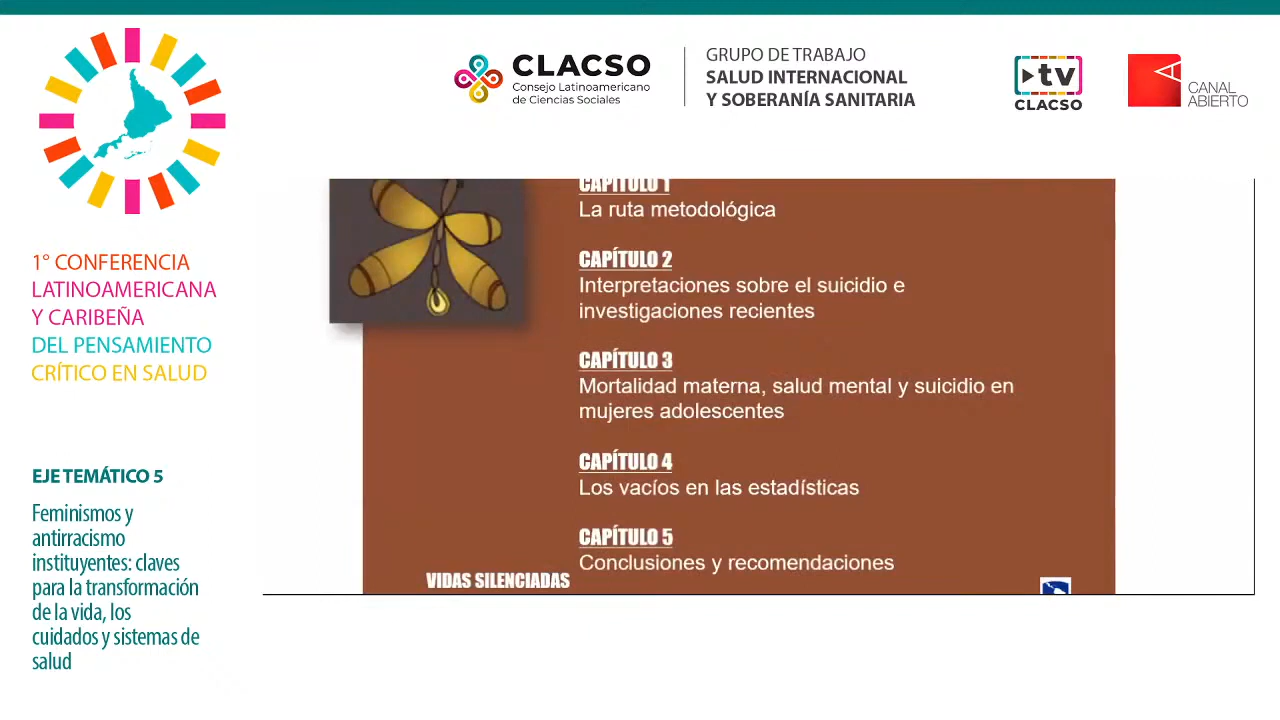 CLACSO
Consejo Latinoamericano
de Ciencias Sociales
GRUPO DE TRABAJO
SALUD INTERNACIONAL
Y SOBERANÍA SANITARIA
tv
CLACSO
CANAL
ABIERTO
1° CONFERENCIA
LATINOAMERICANA
Y CARIBEÑA
DEL PENSAMIENTO
CRÍTICO EN SALUD
EJE TEMÁTICO 5
Feminismos y
antirracismo
instituyentes: claves
para la transformación
de la vida, los
cuidados y sistemas de
salud
CAPÍTULO 1
La ruta metodológica
CAPÍTULO 2
Interpretaciones sobre el suicidio e
investigaciones recientes
CAPÍTULO 3
Mortalidad materna, salud mental y suicidio en
mujeres adolescentes
CAPÍTULO 4
Los vacíos en las estadísticas
CAPÍTULO 5
Conclusiones y recomendaciones
VIDAS SILENCIADAS